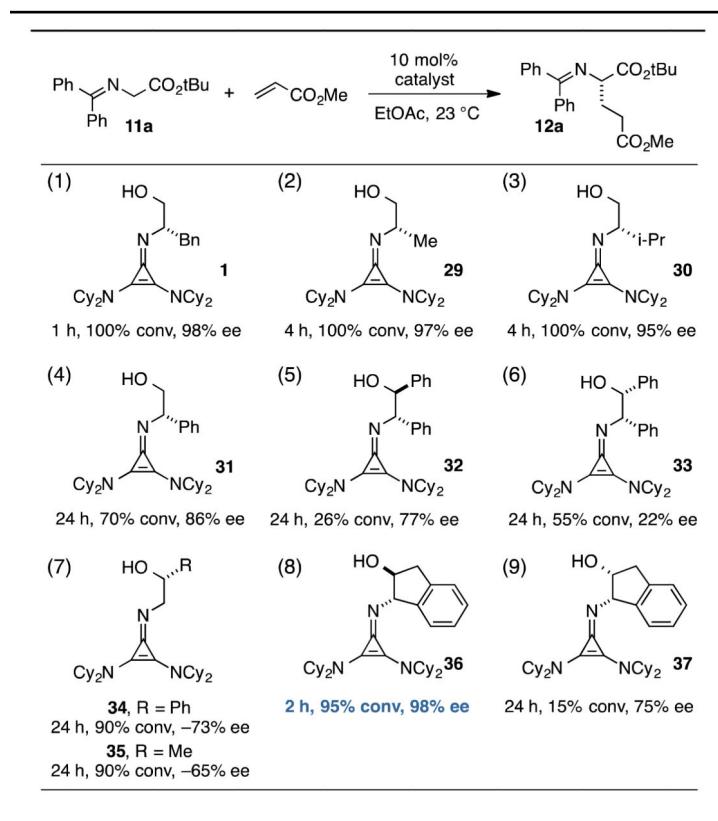 Ph N CO₂tBu + CO₂Me 10 mol% catalyst EtOAc, 23 °C Ph N CO₂tBu
Ph Ph
11a 12a CO₂Me
(1) (2) (3)
HO HO HO
N Bn N Me N i-Pr
1 29 30
Cy₂N NCy₂ Cy₂N NCy₂ Cy₂N NCy₂
1 h, 100% conv, 98% ee 4 h, 100% conv, 97% ee 4 h, 100% conv, 95% ee
(4) (5) (6)
HO HO Ph HO Ph
N Ph N Ph N Ph
31 32 33
Cy₂N NCy₂ Cy₂N NCy₂ Cy₂N NCy₂
24 h, 70% conv, 86% ee 24 h, 26% conv, 77% ee 24 h, 55% conv, 22% ee
(7) (8) (9)
HO R HO HO
N N N
Cy₂N NCy₂ Cy₂N NCy₂ 36 Cy₂N NCy₂ 37
34, R = Ph 2 h, 95% conv, 98% ee 24 h, 15% conv, 75% ee
24 h, 90% conv, –73% ee
35, R = Me
24 h, 90% conv, –65% ee